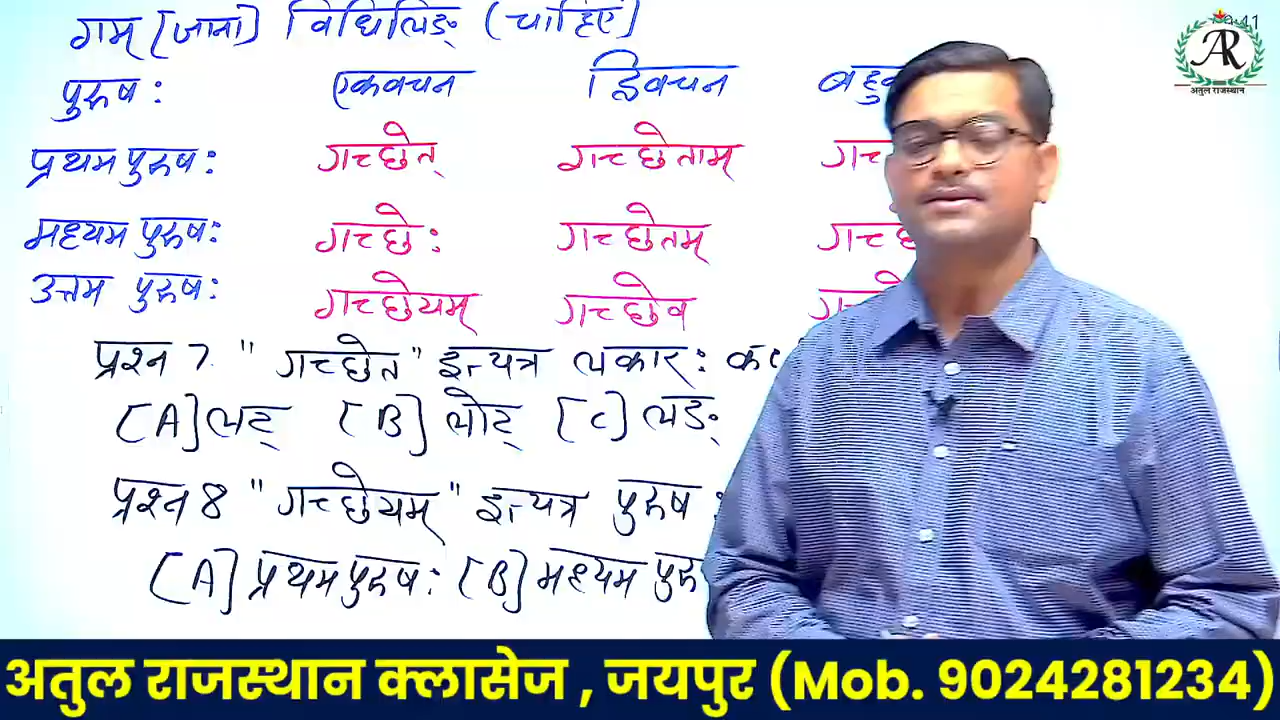 गम् [जाना] विधिलिङ् (चाहिए]
पुरुष : एकवचन द्विवचन
प्रथम पुरुष : गच्छेत् गच्छेताम्
मध्यम पुरुष : गच्छे : गच्छेतम्
उत्तम पुरुष : गच्छेयम् गच्छेव
प्रश्न 7. "गच्छेत" इत्यत्र लकार :
[A] लट् [B] लोट् [C] लङ्
प्रश्न 8 "गच्छेयम्" इत्यत्र पुरुष :
[A] प्रथम पुरुष : [B] मध्यम
AR
अतुल राजस्थान
अतुल राजस्थान क्लासेज , जयपुर (Mob. 9024281234)